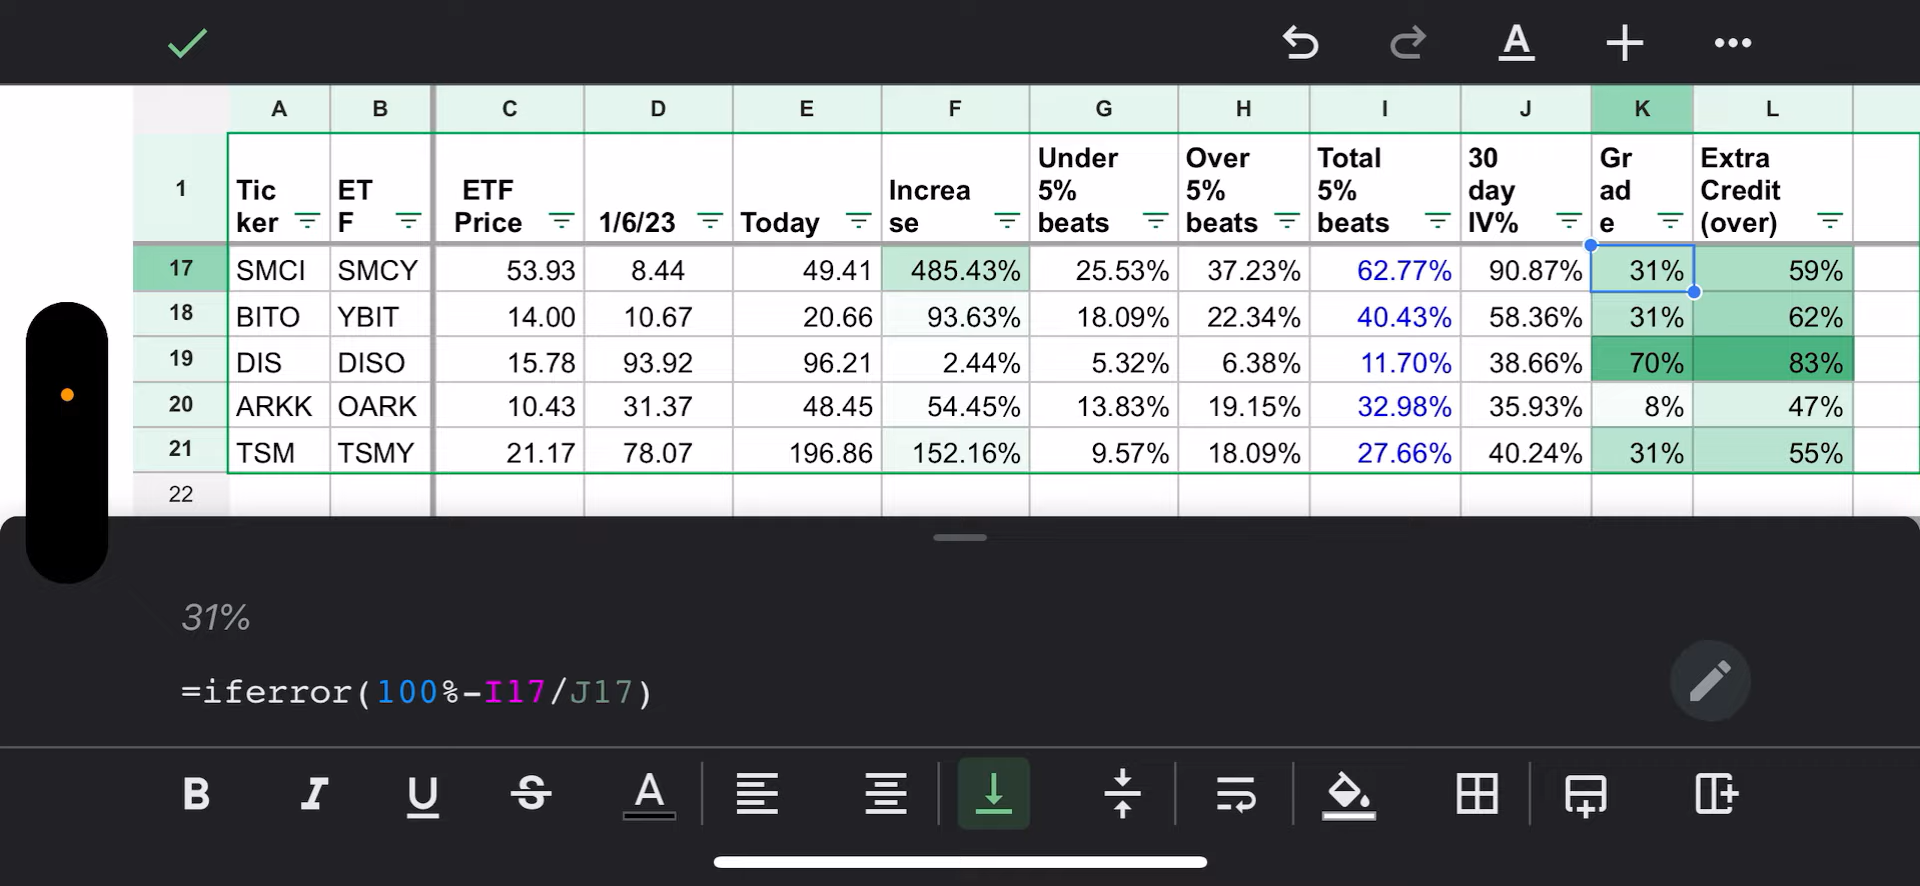 A B C D E F G H I J K L
1 Tic ker ET F ETF Price 1/6/23 Today Increa se Under 5% beats Over 5% beats Total 5% beats 30 day IV% Gr ad e Extra Credit (over)
17 SMCI SMCY 53.93 8.44 49.41 485.43% 25.53% 37.23% 62.77% 90.87% 31% 59%
18 BITO YBIT 14.00 10.67 20.66 93.63% 18.09% 22.34% 40.43% 58.36% 31% 62%
19 DIS DISO 15.78 93.92 96.21 2.44% 5.32% 6.38% 11.70% 38.66% 70% 83%
20 ARKK OARK 10.43 31.37 48.45 54.45% 13.83% 19.15% 32.98% 35.93% 8% 47%
21 TSM TSMY 21.17 78.07 196.86 152.16% 9.57% 18.09% 27.66% 40.24% 31% 55%
22
31%
=iferror(100%-I17/J17)
B I U S A